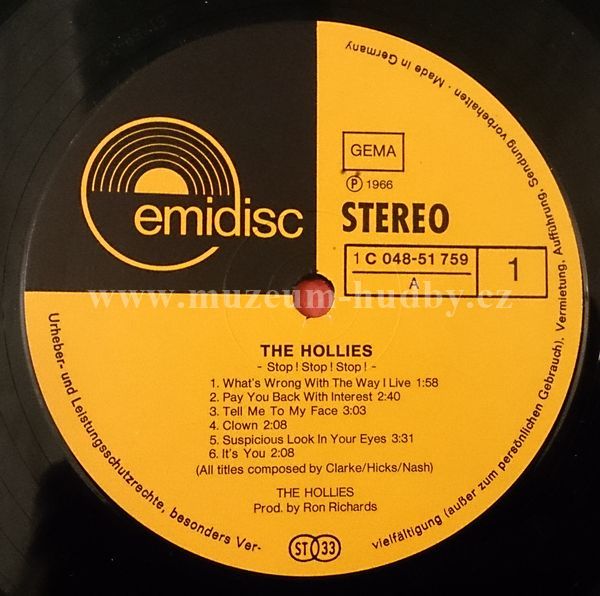 emidisc
GEMA
P 1966
STEREO
1 C 048-51 759
A
1
www.muzeum-hudby.cz
THE HOLLIES
- Stop! Stop! Stop! -
1. What's Wrong With The Way I Live 1:58
2. Pay You Back With Interest 2:40
3. Tell Me To My Face 3:03
4. Clown 2:08
5. Suspicious Look In Your Eyes 3:31
6. It's You 2:08
(All titles composed by Clarke/Hicks/Nash)
THE HOLLIES
Prod. by Ron Richards
ST 33
Urheber- und Leistungsschutzrechte, besonders Ver-
vielfältigung (außer zum persönlichen Gebrauch), Vermietung, Aufführung, Sendung vorbehalten · Made in Germany